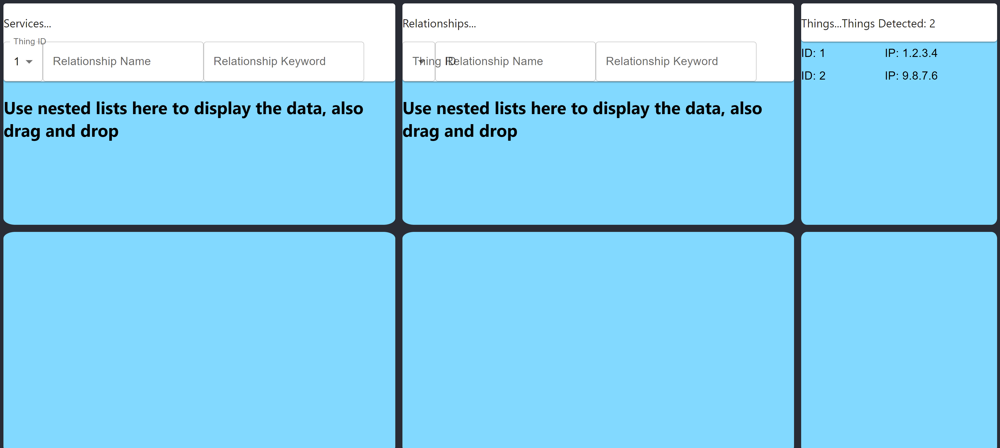 Services...
Thing ID
1
Relationship Name
Relationship Keyword
Use nested lists here to display the data, also
drag and drop
Relationships...
Thing ID
Relationship Name
Relationship Keyword
Use nested lists here to display the data, also
drag and drop
Things...Things Detected: 2
ID: 1 IP: 1.2.3.4
ID: 2 IP: 9.8.7.6